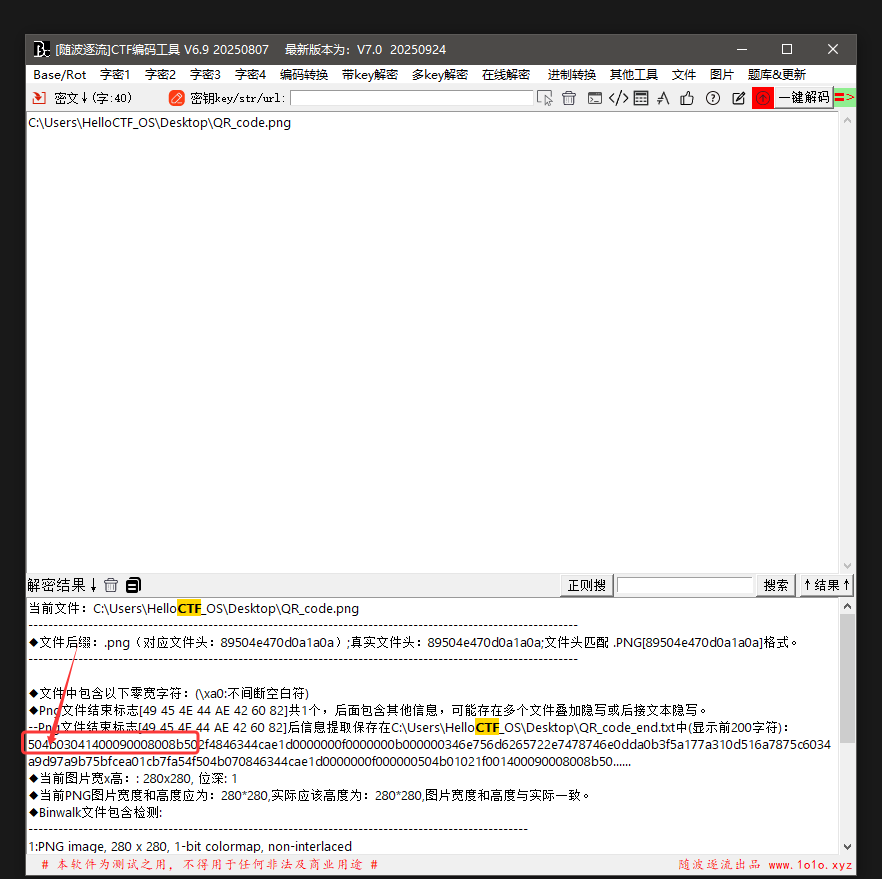 [随波逐流]CTF编码工具 V6.9 20250807 最新版本为：V7.0 20250924
Base/Rot 字密1 字密2 字密3 字密4 编码转换 带key解密 多key解密 在线解密 进制转换 其他工具 文件 图片 题库&更新
密文↓(字:40) 密钥key/str/url: 一键解码 =>
C:\Users\HelloCTF_OS\Desktop\QR_code.png
解密结果↓ 正则搜 搜索 ↑结果↑
当前文件：C:\Users\HelloCTF_OS\Desktop\QR_code.png
◆文件后缀：.png（对应文件头：89504e470d0a1a0a）;真实文件头：89504e470d0a1a0a;文件头匹配 .PNG[89504e470d0a1a0a]格式。
◆文件中包含以下零宽字符：(\xa0:不间断空白符)
◆Png文件结束标志[49 45 4E 44 AE 42 60 82]共1个，后面包含其他信息，可能存在多个文件叠加隐写或后接文本隐写。
--Png文件结束标志[49 45 4E 44 AE 42 60 82]后信息提取保存在C:\Users\HelloCTF_OS\Desktop\QR_code_end.txt中(显示前200字符)：
504b03041400090008008b502f4846344cae1d0000000f0000000b000000346e756d6265722e7478746e0dda0b3f5a177a310d516a7875c6034
a9d97a9b75bfcea01cb7fa54f504b070846344cae1d0000000f000000504b01021f001400090008008b50......
◆当前图片宽x高：: 280x280, 位深: 1
◆当前PNG图片宽度和高度应为：280*280,实际应该高度为：280*280,图片宽度和高度与实际一致。
◆Binwalk文件包含检测:
1:PNG image, 280 x 280, 1-bit colormap, non-interlaced
# 本软件为测试之用，不得用于任何非法及商业用途 # 随波逐流出品 www.1o1o.xyz